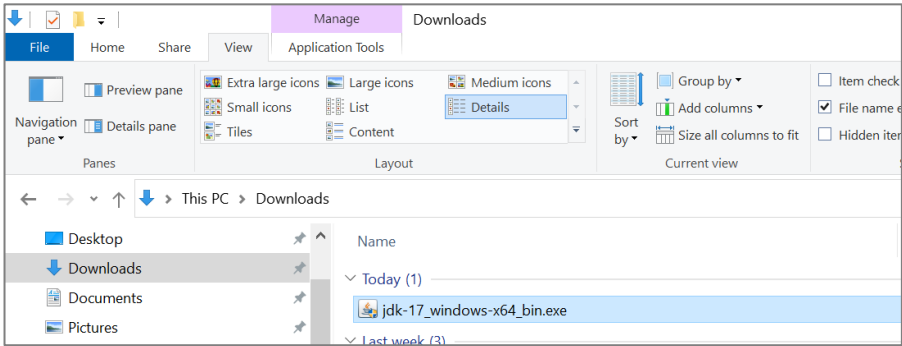 Manage Downloads
File Home Share View Application Tools
Preview pane
Details pane
Navigation pane
Extra large icons Large icons Medium icons
Small icons List Details
Tiles Content
Sort by
Group by
Add columns
Size all columns to fit
Item check
File name e
Hidden iter
Panes Layout Current view
This PC Downloads
Desktop
Downloads
Documents
Pictures
Name
Today (1)
jdk-17_windows-x64_bin.exe
Last week (3)